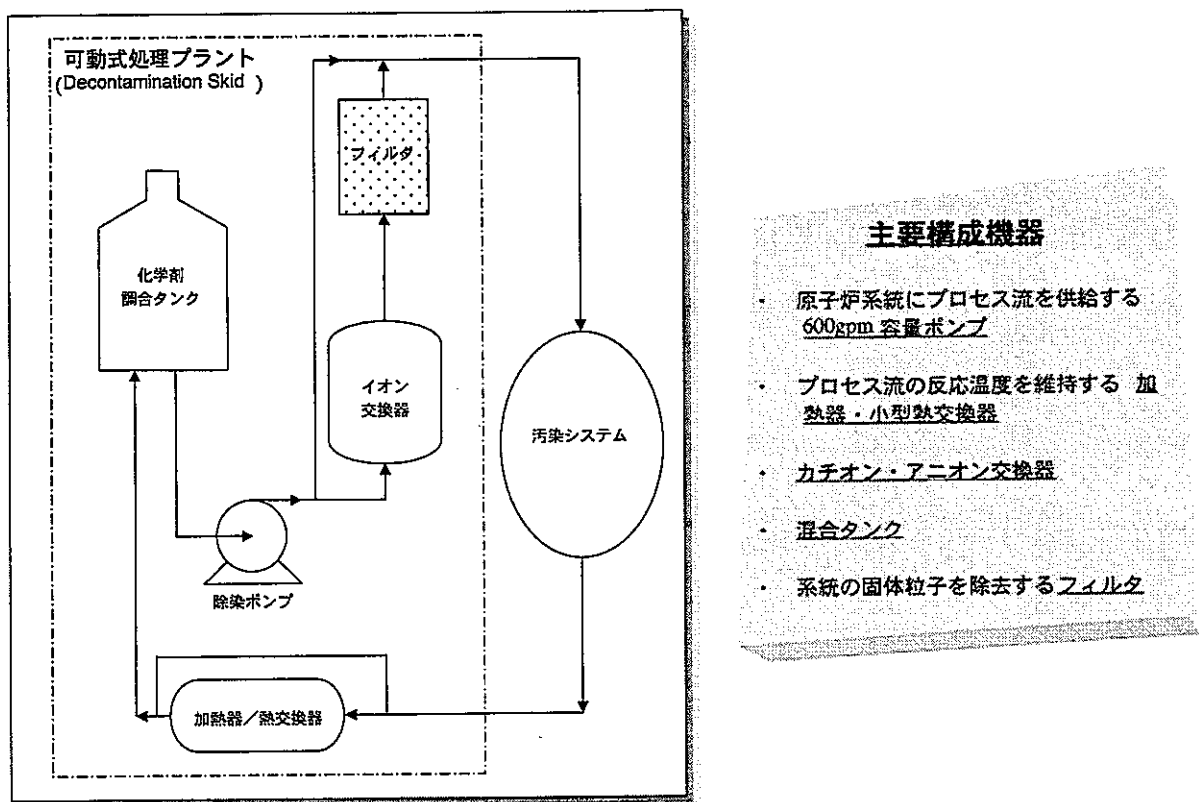 可動式処理プラント
(Decontamination Skid )
フィルタ
化学剤
調合タンク
イオン
交換器
汚染システム
除染ポンプ
加熱器／熱交換器
主要構成機器
・ 原子炉系統にプロセス流を供給する
600gpm 容量ポンプ
・ プロセス流の反応温度を維持する 加
熱器・小型熱交換器
・ カチオン・アニオン交換器
・混合タンク
・ 系統の固体粒子を除去するフィルタ